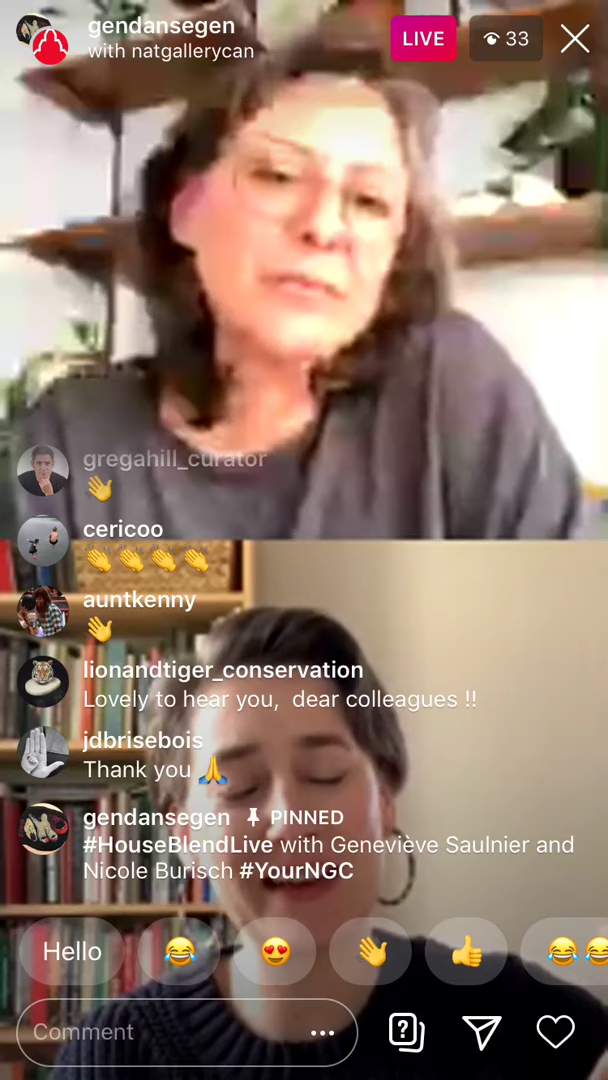 gendansegen
with natgallerycan
LIVE
33
gregahill_curator
👋
cericoo
👏👏👏👏
auntkenny
👋
lionandtiger_conservation
Lovely to hear you, dear colleagues !!
jdbrisebois
Thank you 🙏
gendansegen PINNED
#HouseBlendLive with Geneviève Saulnier and
Nicole Burisch #YourNGC
Hello 😂 😍 👋 👍 😂😂
Comment